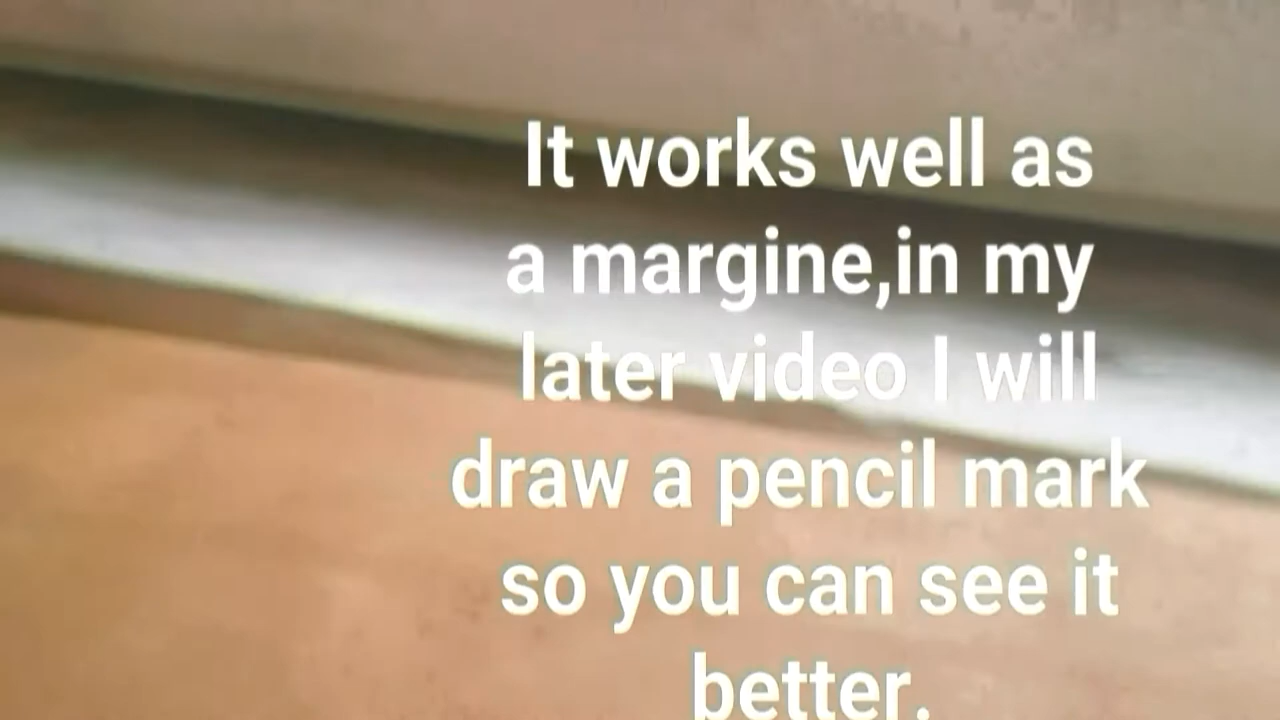 It works well as
a margine,in my
later video I will
draw a pencil mark
so you can see it
better.